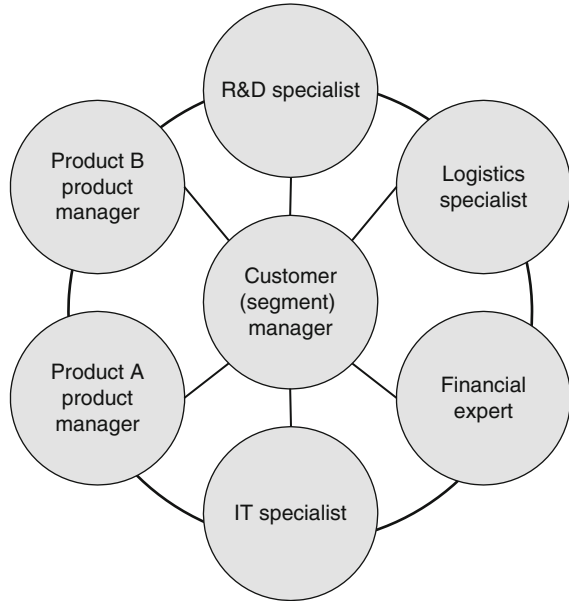 R&D specialist
Product B
product
manager
Logistics
specialist
Customer
(segment)
manager
Product A
product
manager
Financial
expert
IT specialist